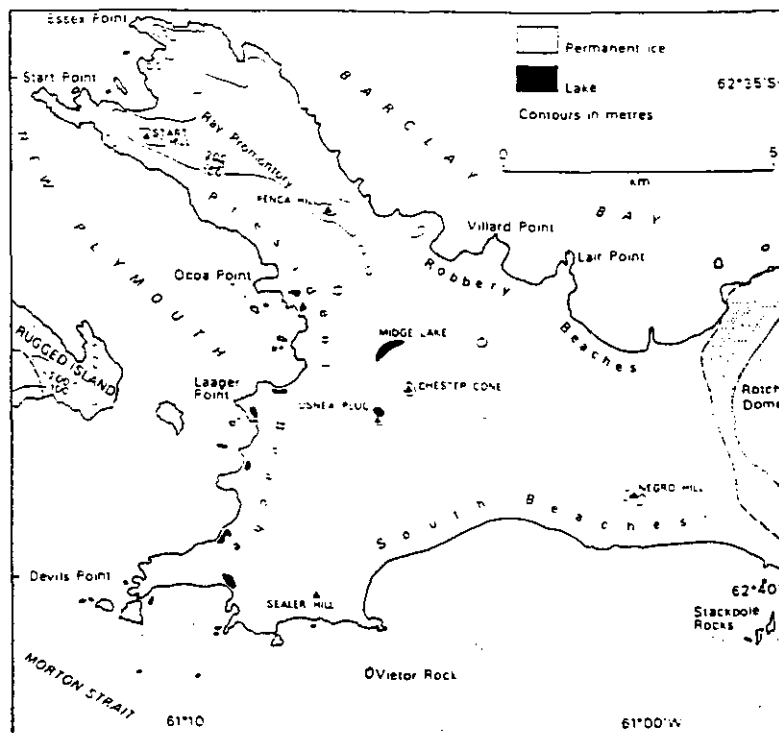 Essex Point
Permanent ice
Start Point
Lake
62°35'S
Contours in metres
BARCLAY
BAY
0
5
km
START HILL
Ray Promontory
200
100
PENCA HILL
NEW PLYMOUTH
Villard Point
Lair Point
Robbery Beaches
Ocoa Point
MIDGE LAKE
RUGGED ISLAND
CHESTER CONE
Rotch Dome
Laager Point
USNEA PLUG
NEGRO HILL
South Beaches
Devils Point
62°40'
SEALER HILL
Stackpole Rocks
Vietor Rock
MORTON STRAIT
61°10'
61°00'W